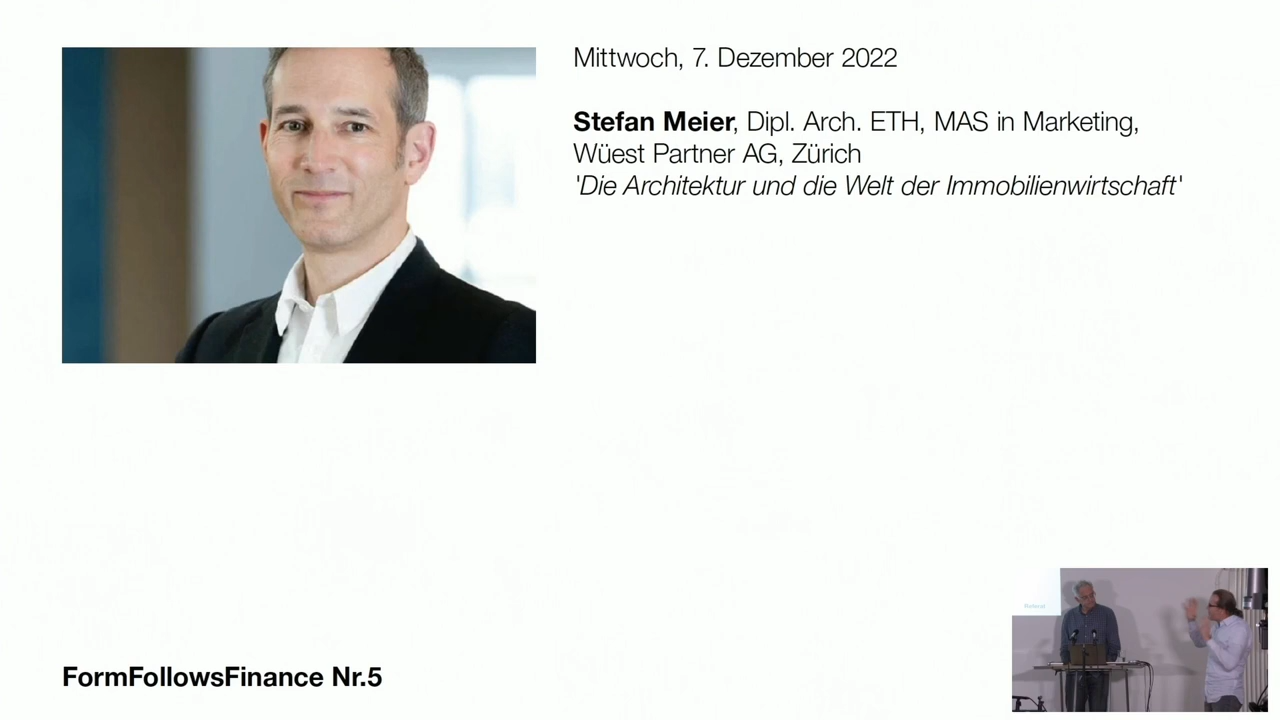 Mittwoch, 7. Dezember 2022
Stefan Meier, Dipl. Arch. ETH, MAS in Marketing,
Wüest Partner AG, Zürich
'Die Architektur und die Welt der Immobilienwirtschaft'
Referat
FormFollowsFinance Nr.5